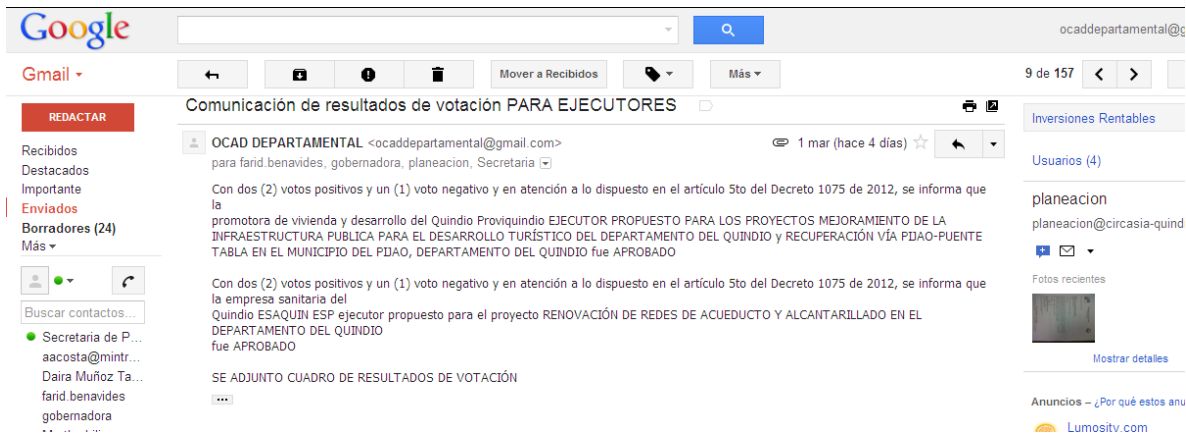 Google
ocaddepartamental@g
Gmail
Mover a Recibidos
Más
9 de 157
REDACTAR
Recibidos
Destacados
Importante
Enviados
Borradores (24)
Más
Buscar contactos...
Secretaria de P...
aacosta@mintr...
Daira Muñoz Ta...
farid.benavides
gobernadora
Comunicación de resultados de votación PARA EJECUTORES
OCAD DEPARTAMENTAL <ocaddepartamental@gmail.com>
1 mar (hace 4 días)
para farid.benavides, gobernadora, planeacion, Secretaria
Con dos (2) votos positivos y un (1) voto negativo y en atención a lo dispuesto en el artículo 5to del Decreto 1075 de 2012, se informa que
la
promotora de vivienda y desarrollo del Quindio Proviquindio EJECUTOR PROPUESTO PARA LOS PROYECTOS MEJORAMIENTO DE LA
INFRAESTRUCTURA PUBLICA PARA EL DESARROLLO TURÍSTICO DEL DEPARTAMENTO DEL QUINDIO y RECUPERACIÓN VÍA PIJAO-PUENTE
TABLA EN EL MUNICIPIO DEL PIJAO, DEPARTAMENTO DEL QUINDIO fue APROBADO
Con dos (2) votos positivos y un (1) voto negativo y en atención a lo dispuesto en el artículo 5to del Decreto 1075 de 2012, se informa que
la empresa sanitaria del
Quindio ESAQUIN ESP ejecutor propuesto para el proyecto RENOVACIÓN DE REDES DE ACUEDUCTO Y ALCANTARILLADO EN EL
DEPARTAMENTO DEL QUINDIO
fue APROBADO
SE ADJUNTO CUADRO DE RESULTADOS DE VOTACIÓN
Inversiones Rentables
Usuarios (4)
planeacion
planeacion@circasia-quindi
Fotos recientes
Mostrar detalles
Anuncios – ¿Por qué estos anu
Lumosity.com